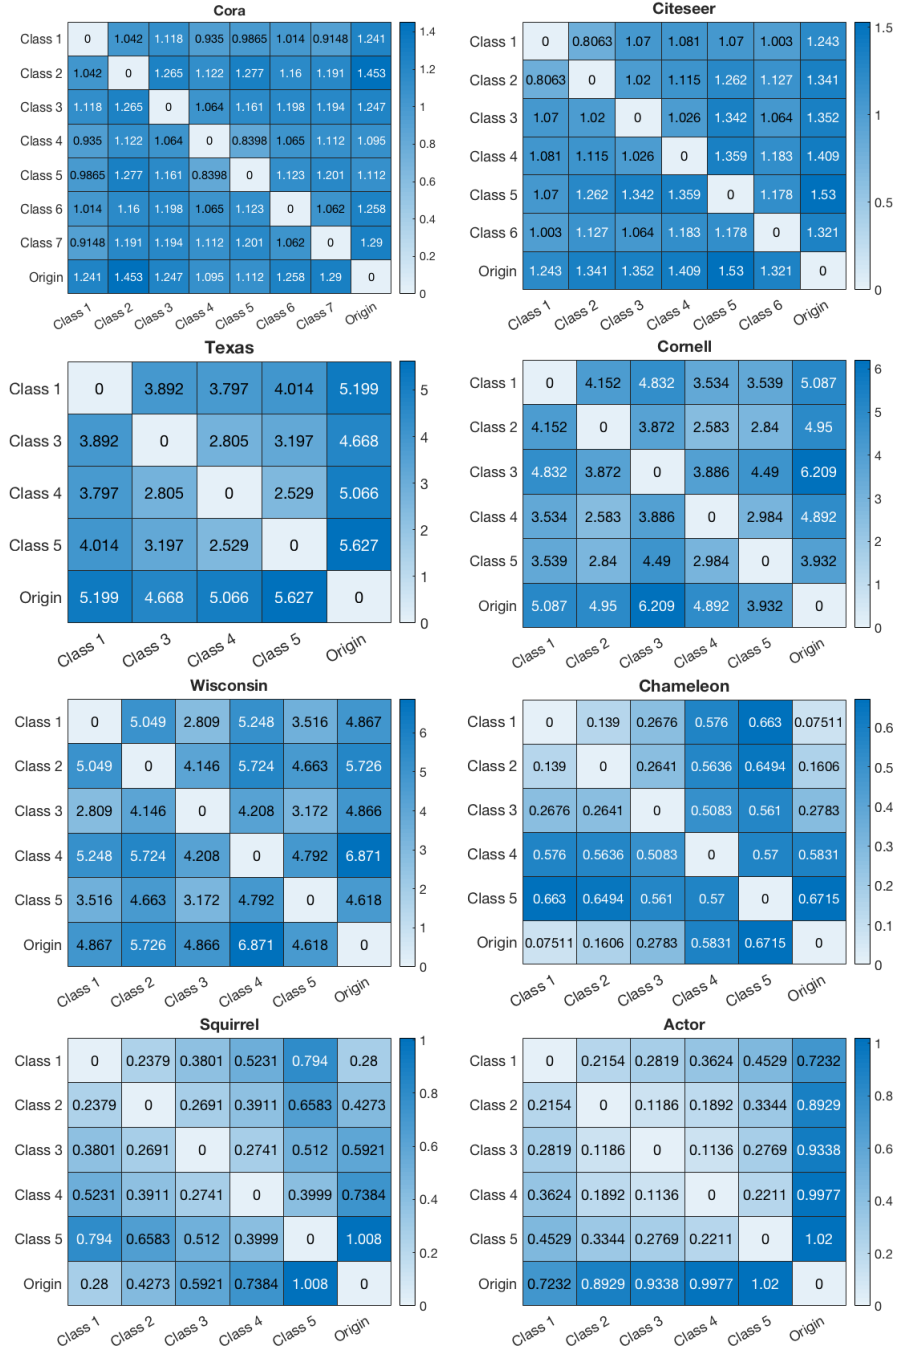 Cora
Class 1 0 1.042 1.118 0.935 0.9865 1.014 0.9148 1.241
Class 2 1.042 0 1.265 1.122 1.277 1.16 1.191 1.453
Class 3 1.118 1.265 0 1.064 1.161 1.198 1.194 1.247
Class 4 0.935 1.122 1.064 0 0.8398 1.065 1.112 1.095
Class 5 0.9865 1.277 1.161 0.8398 0 1.123 1.201 1.112
Class 6 1.014 1.16 1.198 1.065 1.123 0 1.062 1.258
Class 7 0.9148 1.191 1.194 1.112 1.201 1.062 0 1.29
Origin 1.241 1.453 1.247 1.095 1.112 1.258 1.29 0
Class 1 Class 2 Class 3 Class 4 Class 5 Class 6 Class 7 Origin
1.4
1.2
1
0.8
0.6
0.4
0.2
0
Citeseer
Class 1 0 0.8063 1.07 1.081 1.07 1.003 1.243
Class 2 0.8063 0 1.02 1.115 1.262 1.127 1.341
Class 3 1.07 1.02 0 1.026 1.342 1.064 1.352
Class 4 1.081 1.115 1.026 0 1.359 1.183 1.409
Class 5 1.07 1.262 1.342 1.359 0 1.178 1.53
Class 6 1.003 1.127 1.064 1.183 1.178 0 1.321
Origin 1.243 1.341 1.352 1.409 1.53 1.321 0
Class 1 Class 2 Class 3 Class 4 Class 5 Class 6 Origin
1.5
1
0.5
0
Texas
Class 1 0 3.892 3.797 4.014 5.199
Class 3 3.892 0 2.805 3.197 4.668
Class 4 3.797 2.805 0 2.529 5.066
Class 5 4.014 3.197 2.529 0 5.627
Origin 5.199 4.668 5.066 5.627 0
Class 1 Class 3 Class 4 Class 5 Origin
5
4
3
2
1
0
Cornell
Class 1 0 4.152 4.832 3.534 3.539 5.087
Class 2 4.152 0 3.872 2.583 2.84 4.95
Class 3 4.832 3.872 0 3.886 4.49 6.209
Class 4 3.534 2.583 3.886 0 2.984 4.892
Class 5 3.539 2.84 4.49 2.984 0 3.932
Origin 5.087 4.95 6.209 4.892 3.932 0
Class 1 Class 2 Class 3 Class 4 Class 5 Origin
6
5
4
3
2
1
0
Wisconsin
Class 1 0 5.049 2.809 5.248 3.516 4.867
Class 2 5.049 0 4.146 5.724 4.663 5.726
Class 3 2.809 4.146 0 4.208 3.172 4.866
Class 4 5.248 5.724 4.208 0 4.792 6.871
Class 5 3.516 4.663 3.172 4.792 0 4.618
Origin 4.867 5.726 4.866 6.871 4.618 0
Class 1 Class 2 Class 3 Class 4 Class 5 Origin
6
5
4
3
2
1
0
Chameleon
Class 1 0 0.139 0.2676 0.576 0.663 0.07511
Class 2 0.139 0 0.2641 0.5636 0.6494 0.1606
Class 3 0.2676 0.2641 0 0.5083 0.561 0.2783
Class 4 0.576 0.5636 0.5083 0 0.57 0.5831
Class 5 0.663 0.6494 0.561 0.57 0 0.6715
Origin 0.07511 0.1606 0.2783 0.5831 0.6715 0
Class 1 Class 2 Class 3 Class 4 Class 5 Origin
0.6
0.5
0.4
0.3
0.2
0.1
0
Squirrel
Class 1 0 0.2379 0.3801 0.5231 0.794 0.28
Class 2 0.2379 0 0.2691 0.3911 0.6583 0.4273
Class 3 0.3801 0.2691 0 0.2741 0.512 0.5921
Class 4 0.5231 0.3911 0.2741 0 0.3999 0.7384
Class 5 0.794 0.6583 0.512 0.3999 0 1.008
Origin 0.28 0.4273 0.5921 0.7384 1.008 0
Class 1 Class 2 Class 3 Class 4 Class 5 Origin
1
0.8
0.6
0.4
0.2
0
Actor
Class 1 0 0.2154 0.2819 0.3624 0.4529 0.7232
Class 2 0.2154 0 0.1186 0.1892 0.3344 0.8929
Class 3 0.2819 0.1186 0 0.1136 0.2769 0.9338
Class 4 0.3624 0.1892 0.1136 0 0.2211 0.9977
Class 5 0.4529 0.3344 0.2769 0.2211 0 1.02
Origin 0.7232 0.8929 0.9338 0.9977 1.02 0
Class 1 Class 2 Class 3 Class 4 Class 5 Origin
1
0.8
0.6
0.4
0.2
0